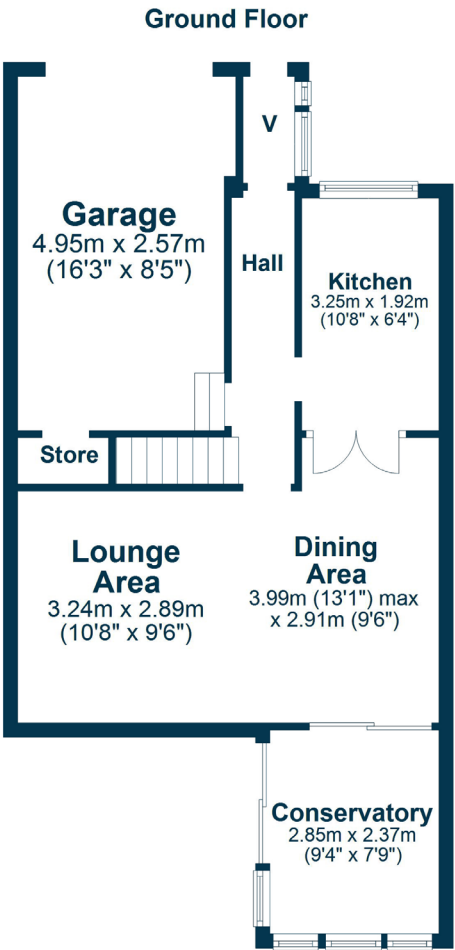 Ground Floor
V
Garage
4.95m x 2.57m
(16'3" x 8'5")
Hall
Kitchen
3.25m x 1.92m
(10'8" x 6'4")
Store
Lounge
Area
3.24m x 2.89m
(10'8" x 9'6")
Dining
Area
3.99m (13'1") max
x 2.91m (9'6")
Conservatory
2.85m x 2.37m
(9'4" x 7'9")